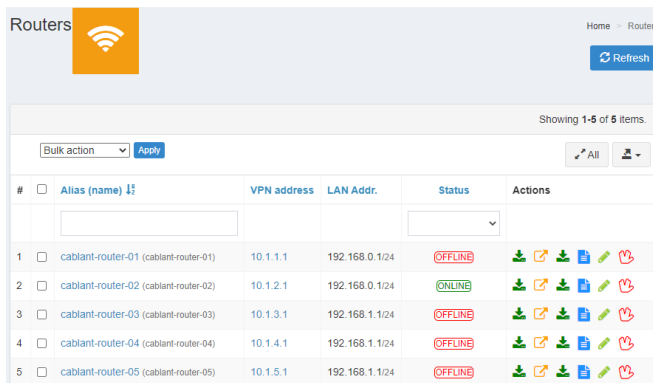 Routers
Home > Router
Refresh
Showing 1-5 of 5 items.
Bulk action Apply
All
# Alias (name) VPN address LAN Addr. Status Actions
1 cablant-router-01 (cablant-router-01) 10.1.1.1 192.168.0.1/24 OFFLINE
2 cablant-router-02 (cablant-router-02) 10.1.2.1 192.168.0.1/24 ONLINE
3 cablant-router-03 (cablant-router-03) 10.1.3.1 192.168.1.1/24 OFFLINE
4 cablant-router-04 (cablant-router-04) 10.1.4.1 192.168.1.1/24 OFFLINE
5 cablant-router-05 (cablant-router-05) 10.1.5.1 192.168.1.1/24 OFFLINE